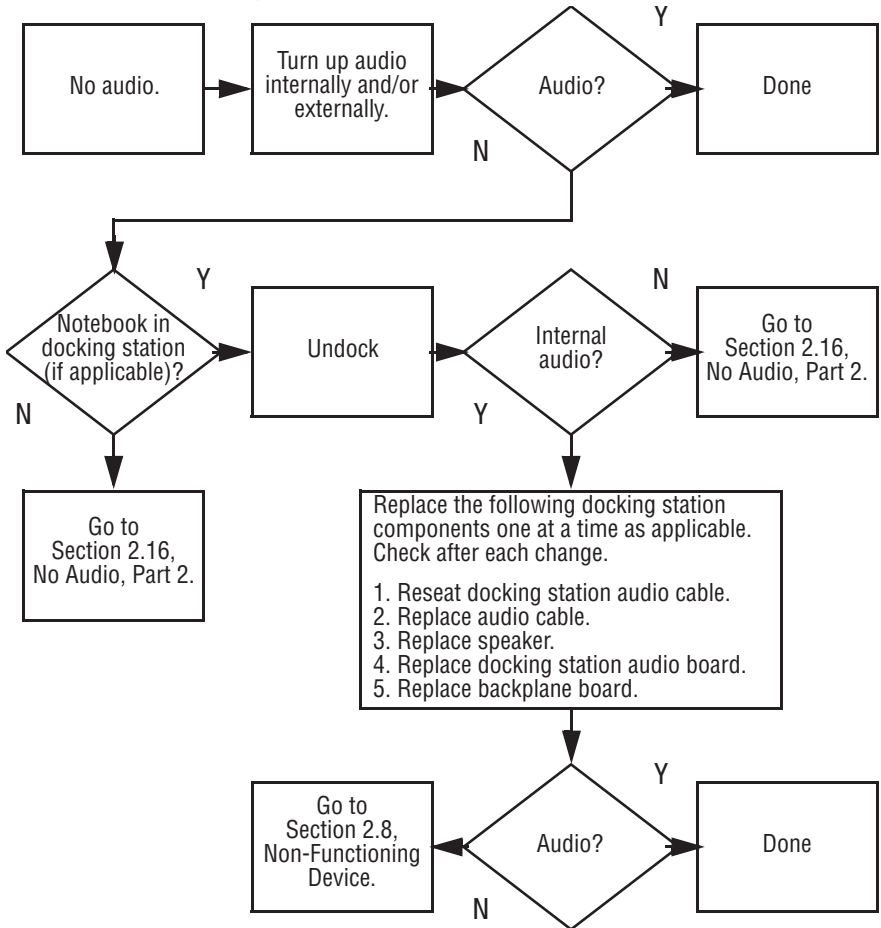 No audio.
Turn up audio
internally and/or
externally.
Audio?
Y
Done
N
Notebook in
docking station
(if applicable)?
Y
N
Undock
Internal
audio?
N
Y
Go to
Section 2.16,
No Audio, Part 2.
Go to
Section 2.16,
No Audio, Part 2.
Replace the following docking station
components one at a time as applicable.
Check after each change.
1. Reseat docking station audio cable.
2. Replace audio cable.
3. Replace speaker.
4. Replace docking station audio board.
5. Replace backplane board.
Audio?
Y
Done
N
Go to
Section 2.8,
Non-Functioning
Device.